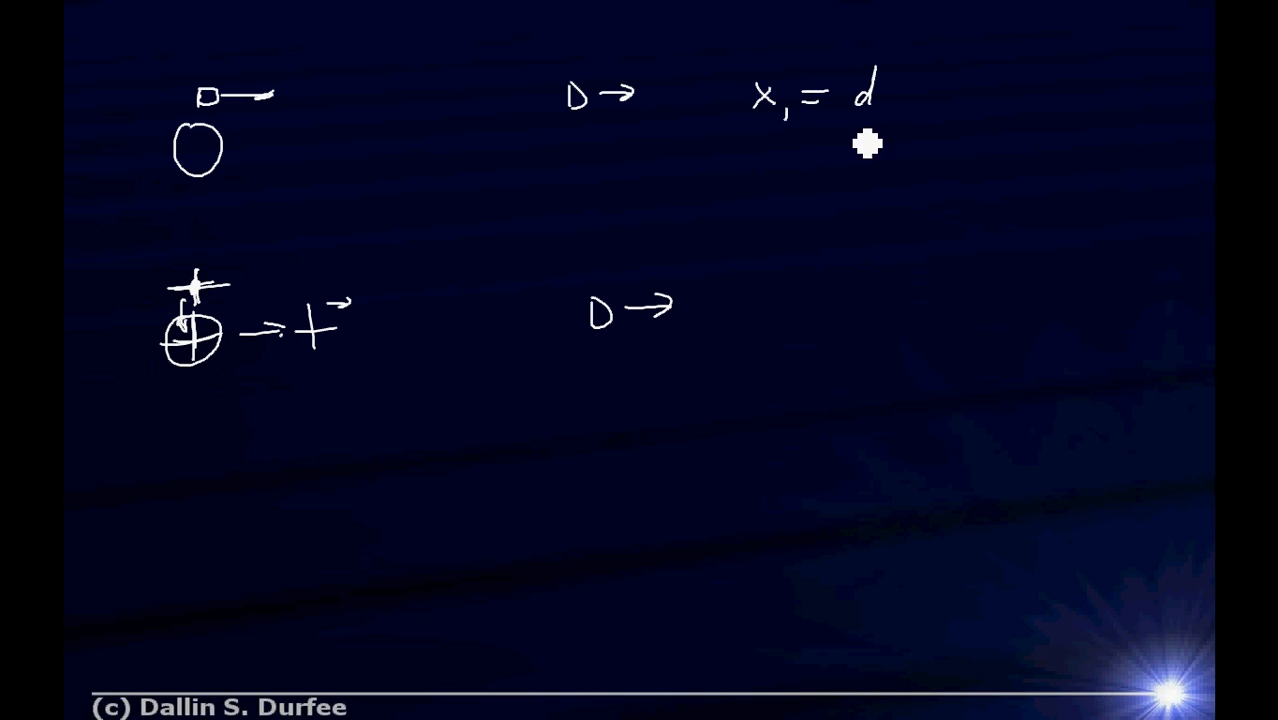 D → x₁ = d
D →
(c) Dallin S. Durfee